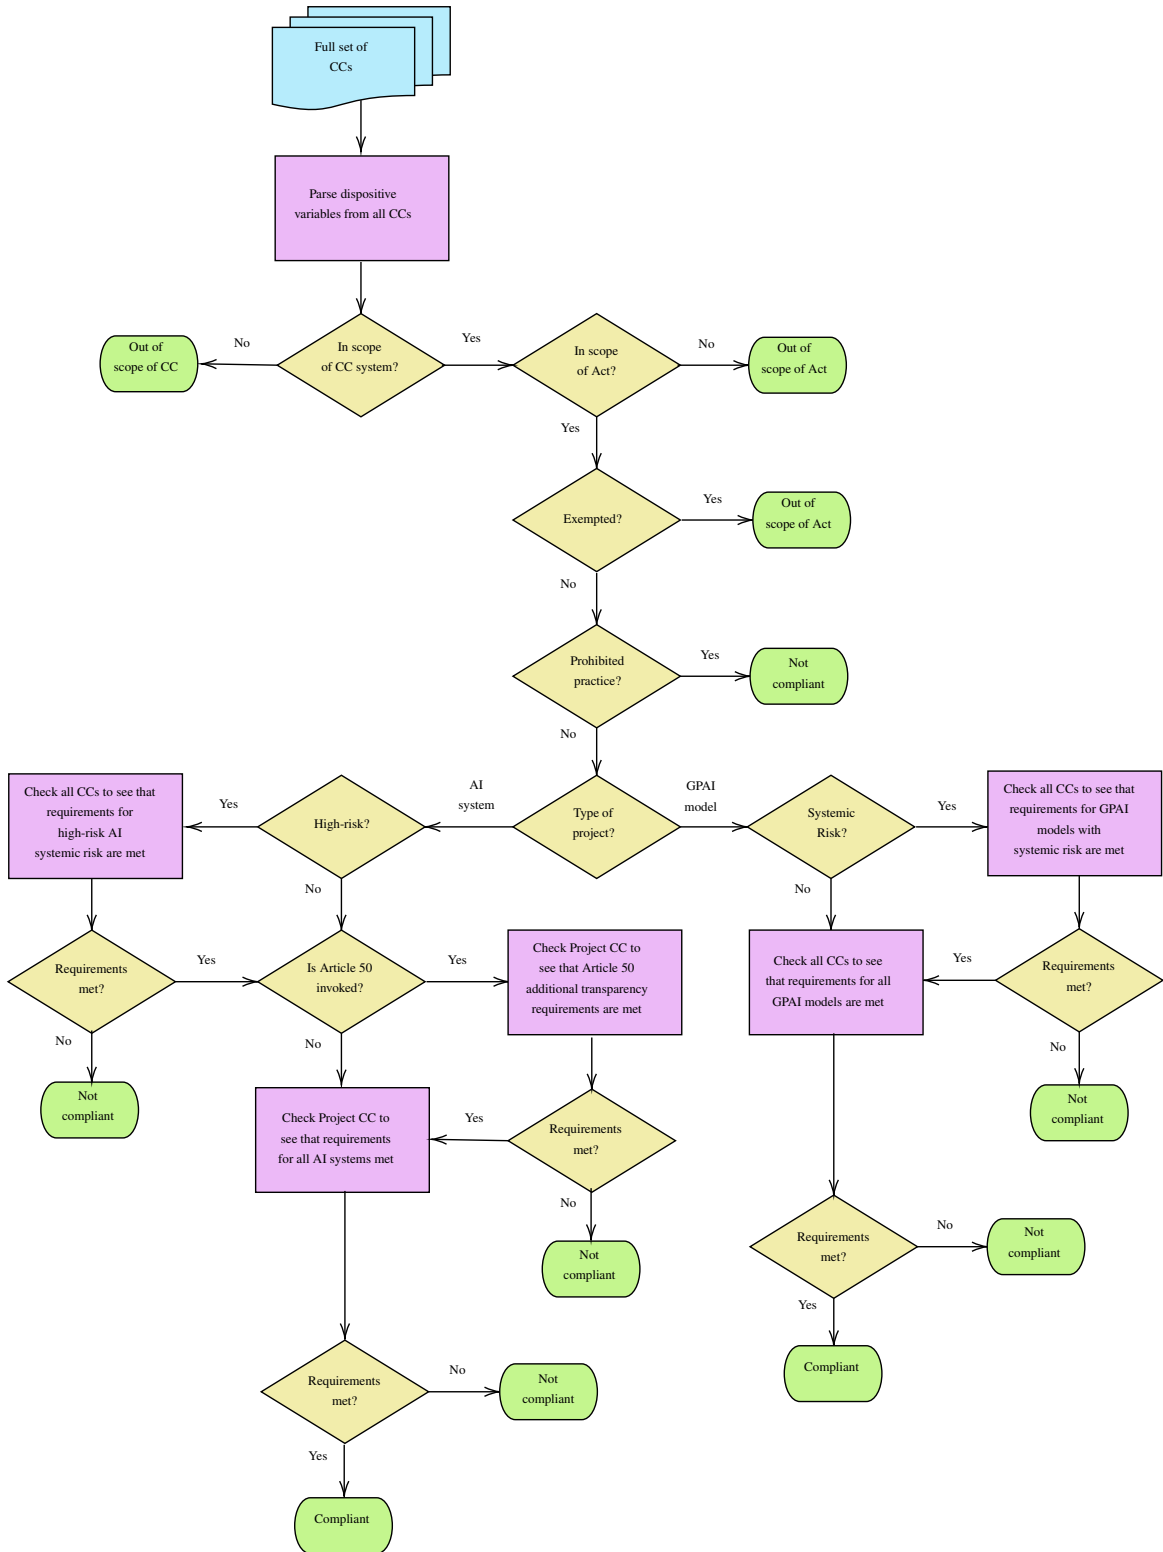 Full set of
CCs
Parse dispositive
variables from all CCs
Out of
scope of CC
No
In scope
of CC system?
Yes
In scope
of Act?
No
Out of
scope of Act
Yes
Exempted?
Yes
Out of
scope of Act
No
Prohibited
practice?
Yes
Not
compliant
No
Check all CCs to see that
requirements for
high-risk AI
systemic risk are met
Yes
High-risk?
AI
system
Type of
project?
GPAI
model
Systemic
Risk?
Yes
Check all CCs to see that
requirements for GPAI
models with
systemic risk are met
No
No
Requirements
met?
Yes
Is Article 50
invoked?
Yes
Check Project CC to
see that Article 50
additional transparency
requirements are met
Check all CCs to see
that requirements for all
GPAI models are met
Yes
Requirements
met?
No
No
No
Not
compliant
Check Project CC to
see that requirements
for all AI systems met
Yes
Requirements
met?
Not
compliant
No
Not
compliant
Requirements
met?
No
Not
compliant
Yes
Compliant
Requirements
met?
No
Not
compliant
Yes
Compliant